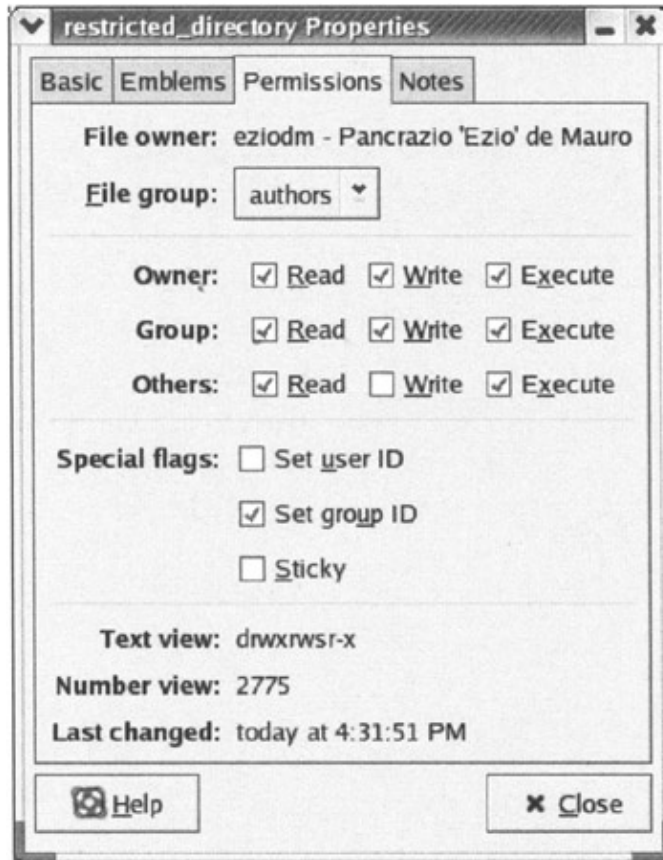 restricted_directory Properties
Basic Emblems Permissions Notes
File owner: eziodm - Pancrazio 'Ezio' de Mauro
File group: authors
Owner: Read Write Execute
Group: Read Write Execute
Others: Read Write Execute
Special flags: Set user ID
Set group ID
Sticky
Text view: drwxrwsr-x
Number view: 2775
Last changed: today at 4:31:51 PM
Help Close